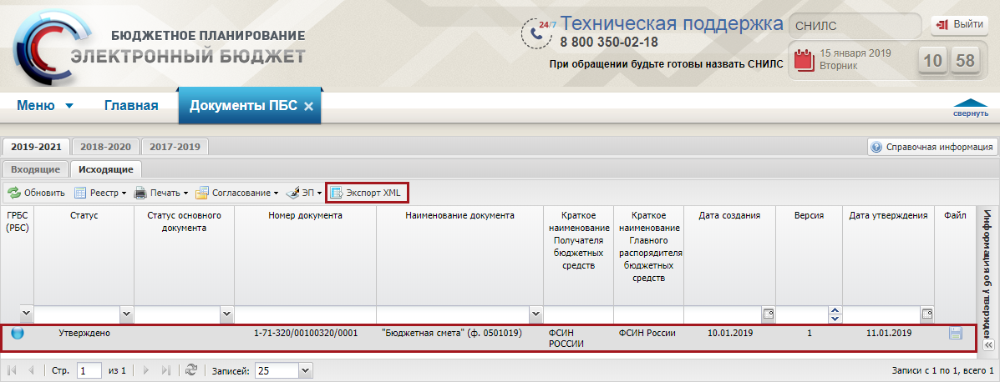 БЮДЖЕТНОЕ ПЛАНИРОВАНИЕ
ЭЛЕКТРОННЫЙ БЮДЖЕТ
24/7 Техническая поддержка
8 800 350-02-18
При обращении будьте готовы назвать СНИЛС
СНИЛС
Выйти
15 января 2019
Вторник
10 58
Меню Главная Документы ПБС
свернуть
2019-2021 2018-2020 2017-2019 Справочная информация
Входящие Исходящие
Обновить Реестр Печать Согласование ЭП Экспорт XML
ГРБС
(РБС)
Статус
Статус основного
документа
Номер документа
Наименование документа
Краткое
наименование
Получателя
бюджетных
средств
Краткое
наименование
Главного
распорядителя
бюджетных
средств
Дата создания
Версия
Дата утверждения
Файл
Информация об утвержден
Утверждено 1-71-320/00100320/0001 "Бюджетная смета" (ф. 0501019) ФСИН
РОССИИ
ФСИН России 10.01.2019 1 11.01.2019
Стр. 1 из 1 Записей: 25 Записи с 1 по 1, всего 1